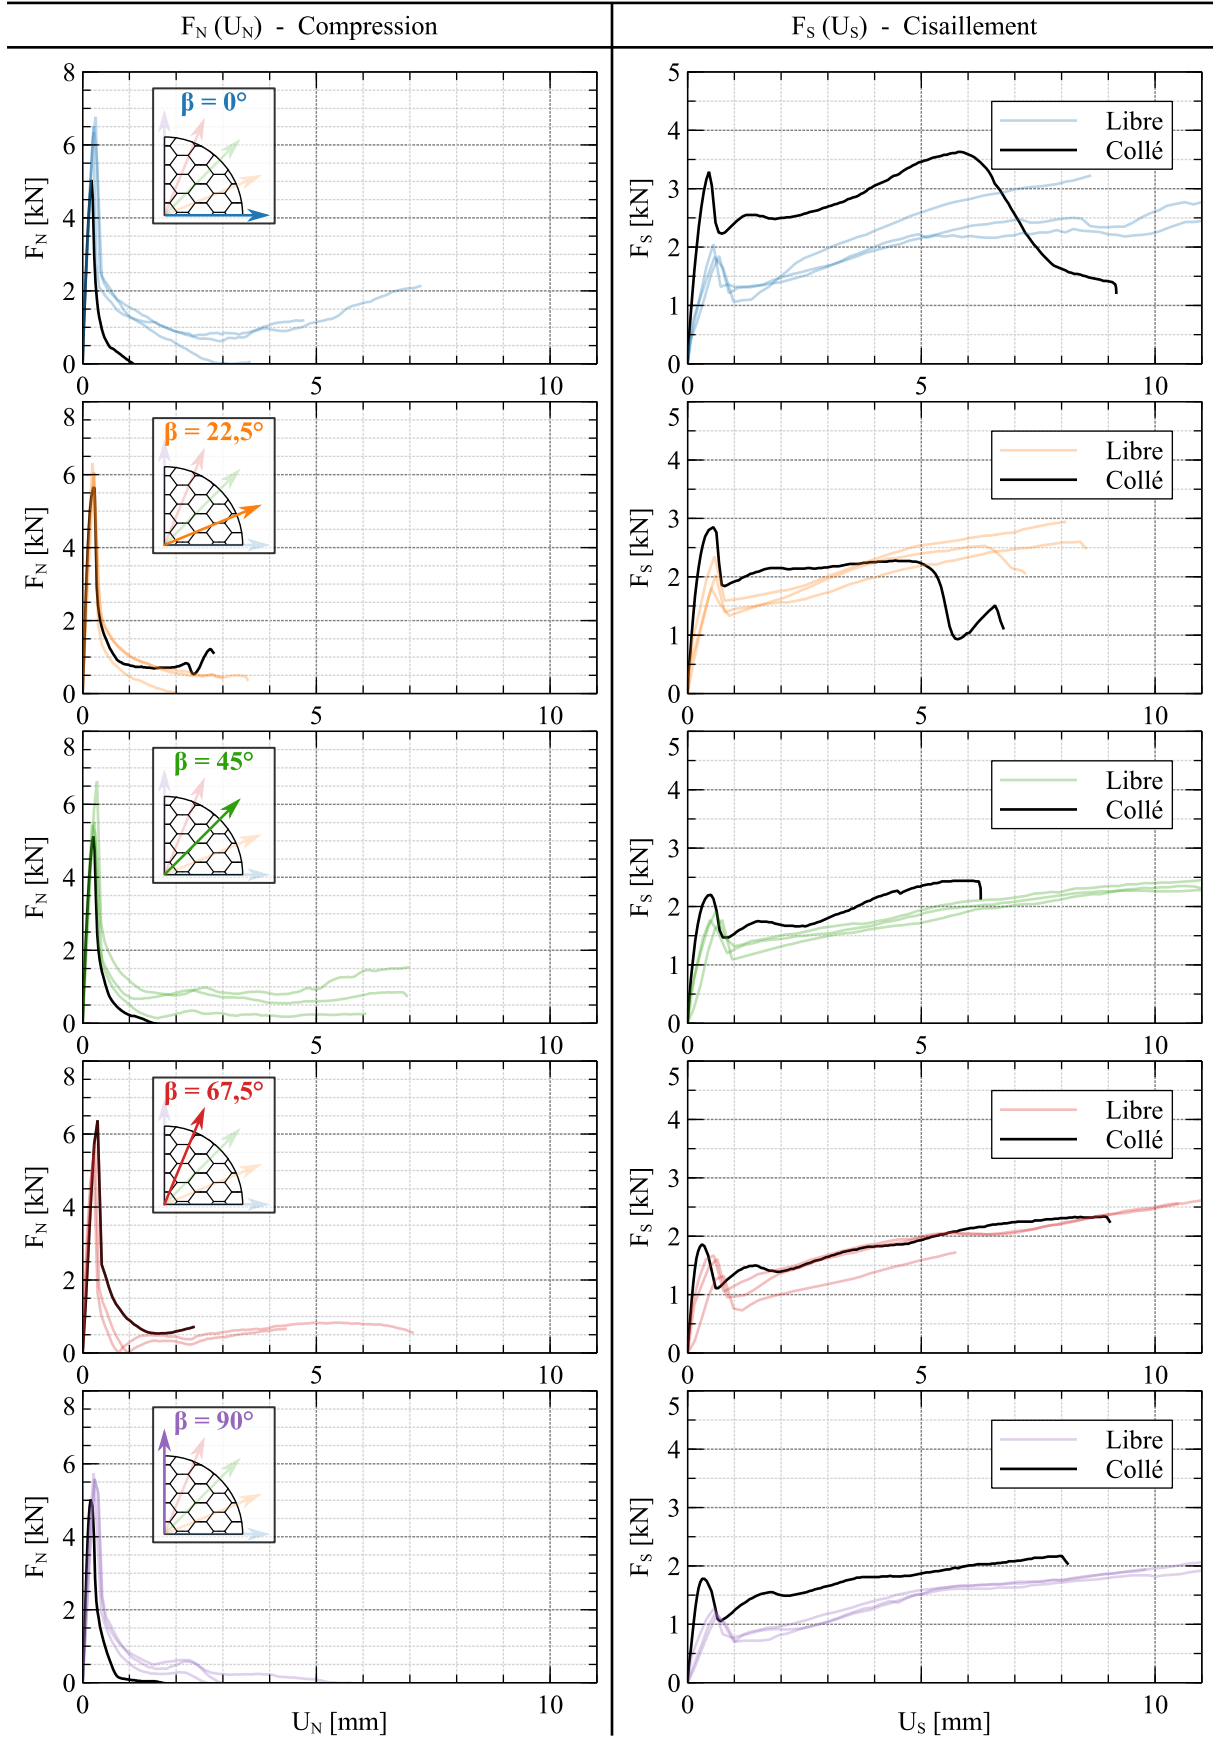 F_N (U_N) - Compression
F_S (U_S) - Cisaillement
8
6
4
2
0
F_N [kN]
β = 0°
0
5
10
5
4
3
2
1
0
F_S [kN]
Libre
Collé
0
5
10
8
6
4
2
0
F_N [kN]
β = 22,5°
0
5
10
5
4
3
2
1
0
F_S [kN]
Libre
Collé
0
5
10
8
6
4
2
0
F_N [kN]
β = 45°
0
5
10
5
4
3
2
1
0
F_S [kN]
Libre
Collé
0
5
10
8
6
4
2
0
F_N [kN]
β = 67,5°
0
5
10
5
4
3
2
1
0
F_S [kN]
Libre
Collé
0
5
10
8
6
4
2
0
F_N [kN]
β = 90°
0
5
10
U_N [mm]
5
4
3
2
1
0
F_S [kN]
Libre
Collé
0
5
10
U_S [mm]